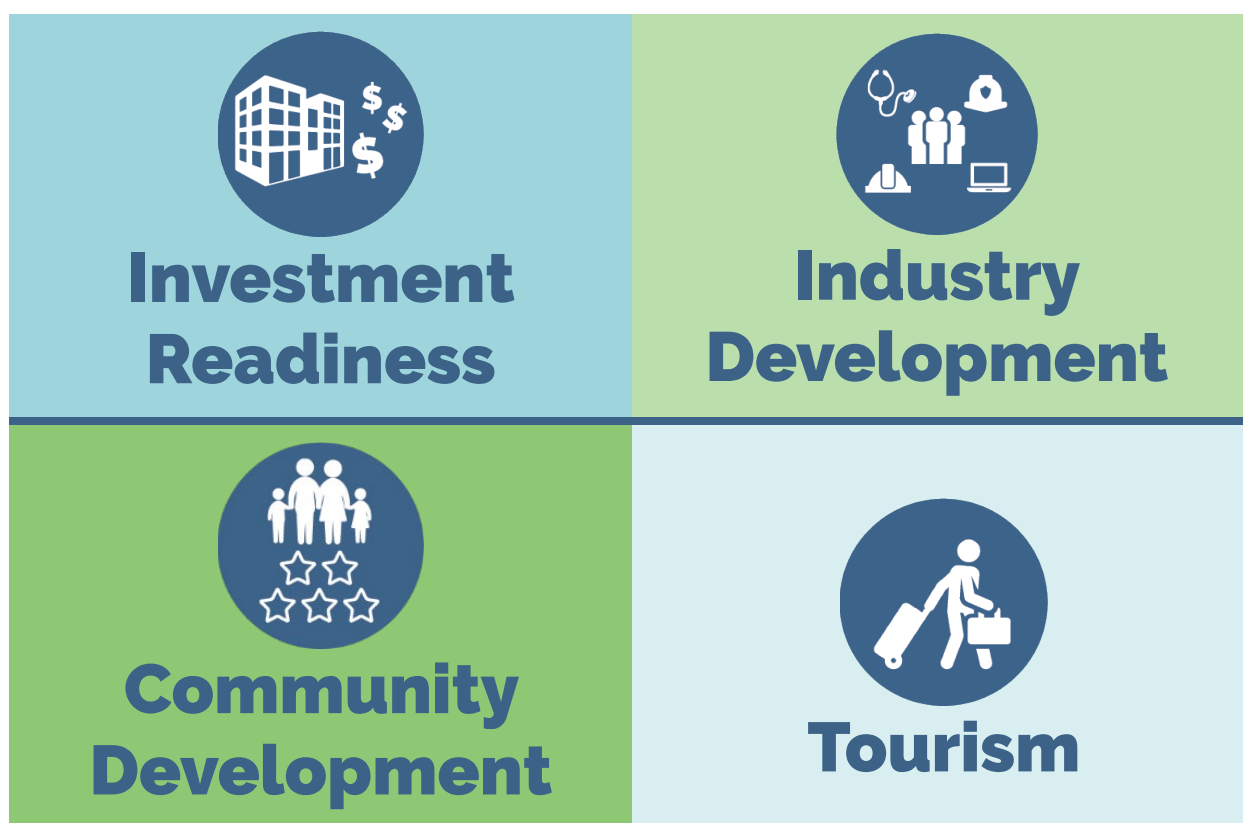 $
$
$
Investment
Readiness
Industry
Development
Community
Development
Tourism